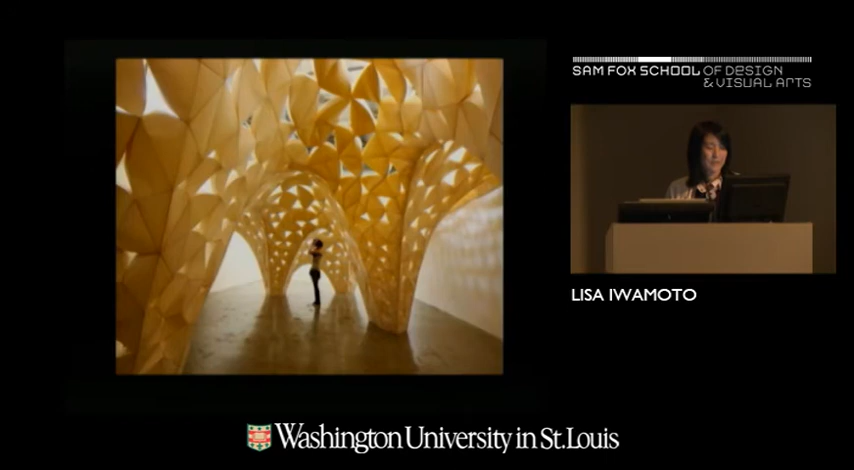 SAM FOX SCHOOL OF DESIGN
& VISUAL ARTS
LISA IWAMOTO
Washington University in St.Louis